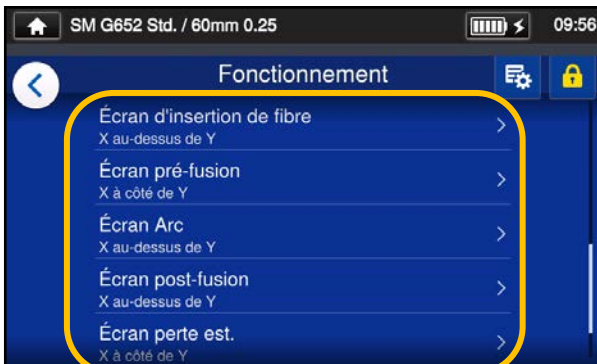 SM G652 Std. / 60mm 0.25
09:56
Fonctionnement
Écran d'insertion de fibre
X au-dessus de Y
Écran pré-fusion
X à côté de Y
Écran Arc
X au-dessus de Y
Écran post-fusion
X au-dessus de Y
Écran perte est.
X à côté de Y